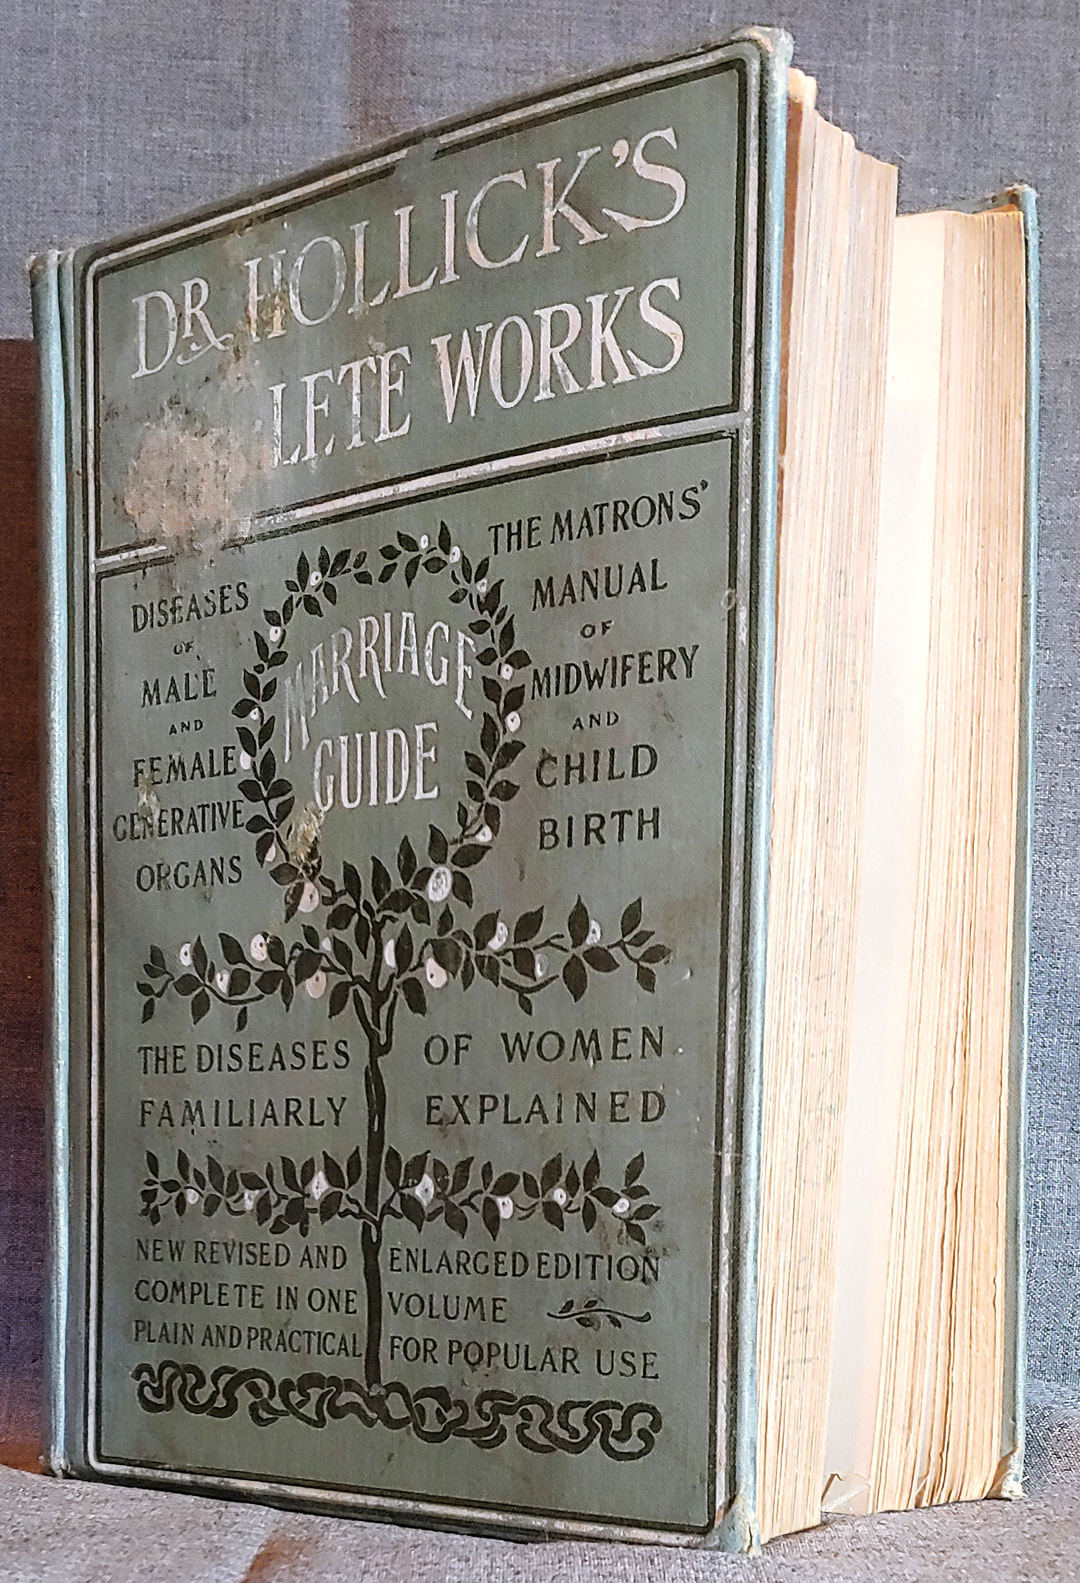 DR. HOLLICK'S
LETE WORKS
DISEASES
OF
MALE
AND
FEMALE
GENERATIVE
ORGANS
MARRIAGE
GUIDE
THE MATRONS'
MANUAL
OF
MIDWIFERY
AND
CHILD
BIRTH
THE DISEASES OF WOMEN
FAMILIARLY EXPLAINED
NEW REVISED AND ENLARGED EDITION
COMPLETE IN ONE VOLUME
PLAIN AND PRACTICAL FOR POPULAR USE